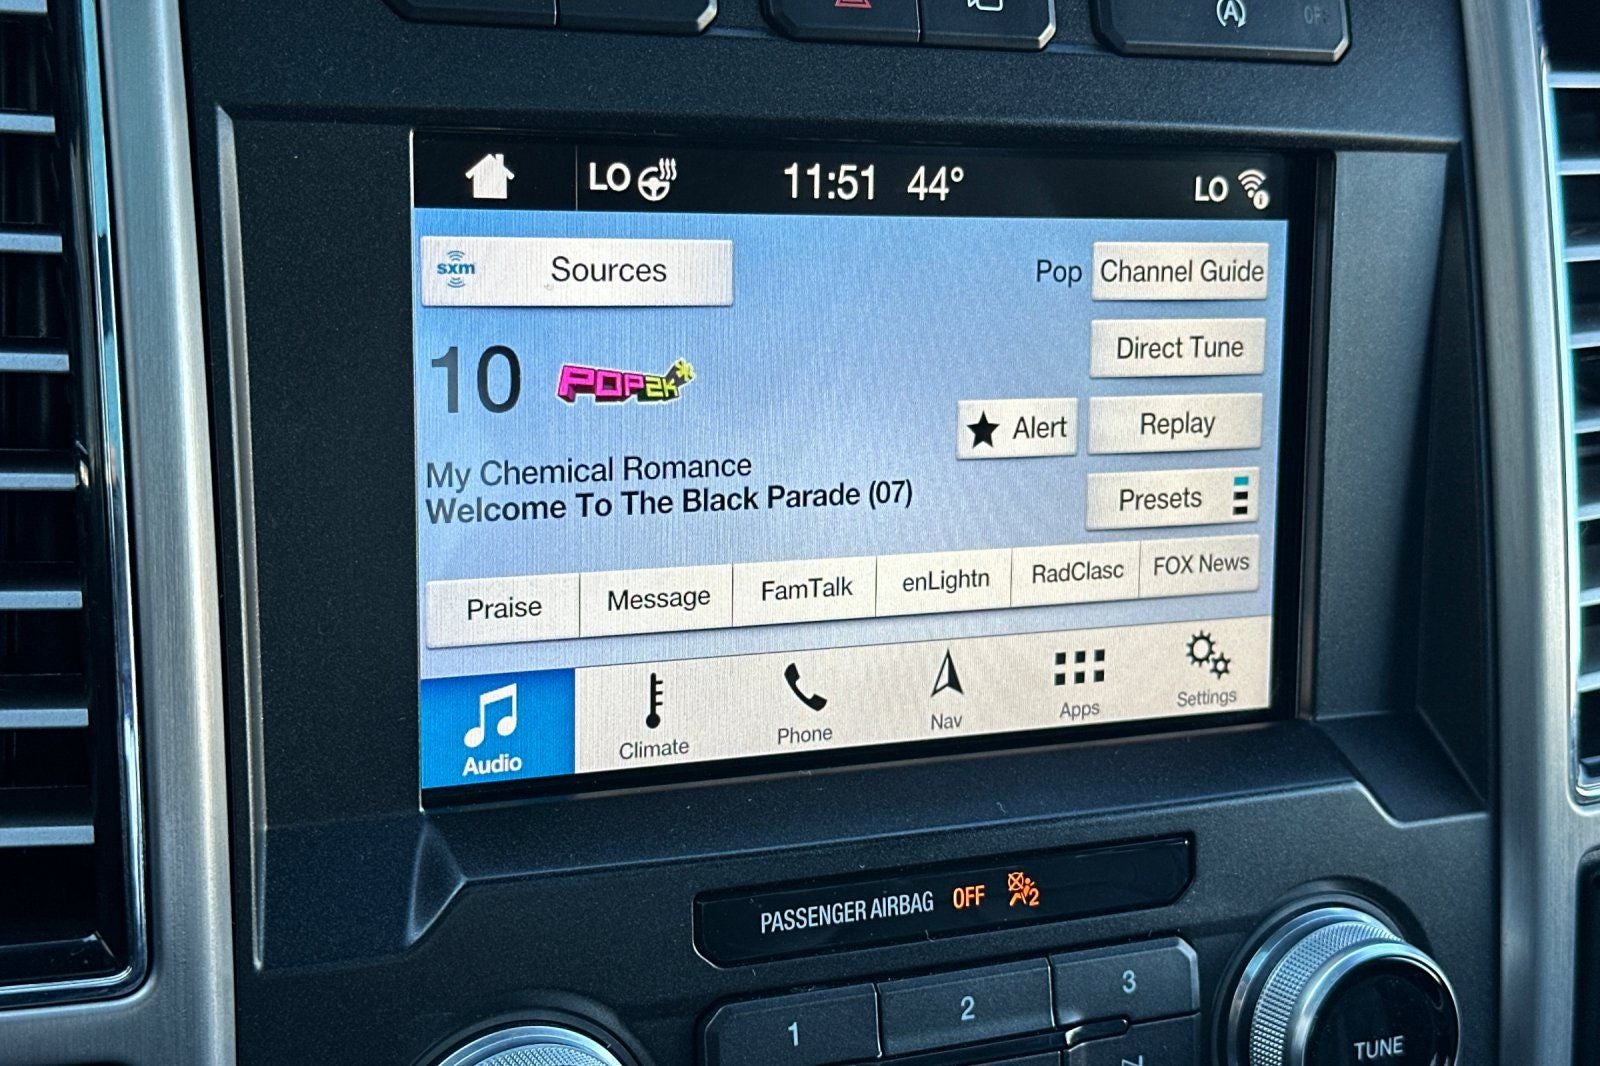 A OFF
LO 11:51 44° LO
sxm Sources Pop Channel Guide
Direct Tune
10 POP2K
Alert Replay
My Chemical Romance
Welcome To The Black Parade (07)
Presets
Praise Message FamTalk enLightn RadClasc FOX News
Audio Climate Phone Nav Apps Settings
PASSENGER AIRBAG OFF 2
1 2 3
TUNE